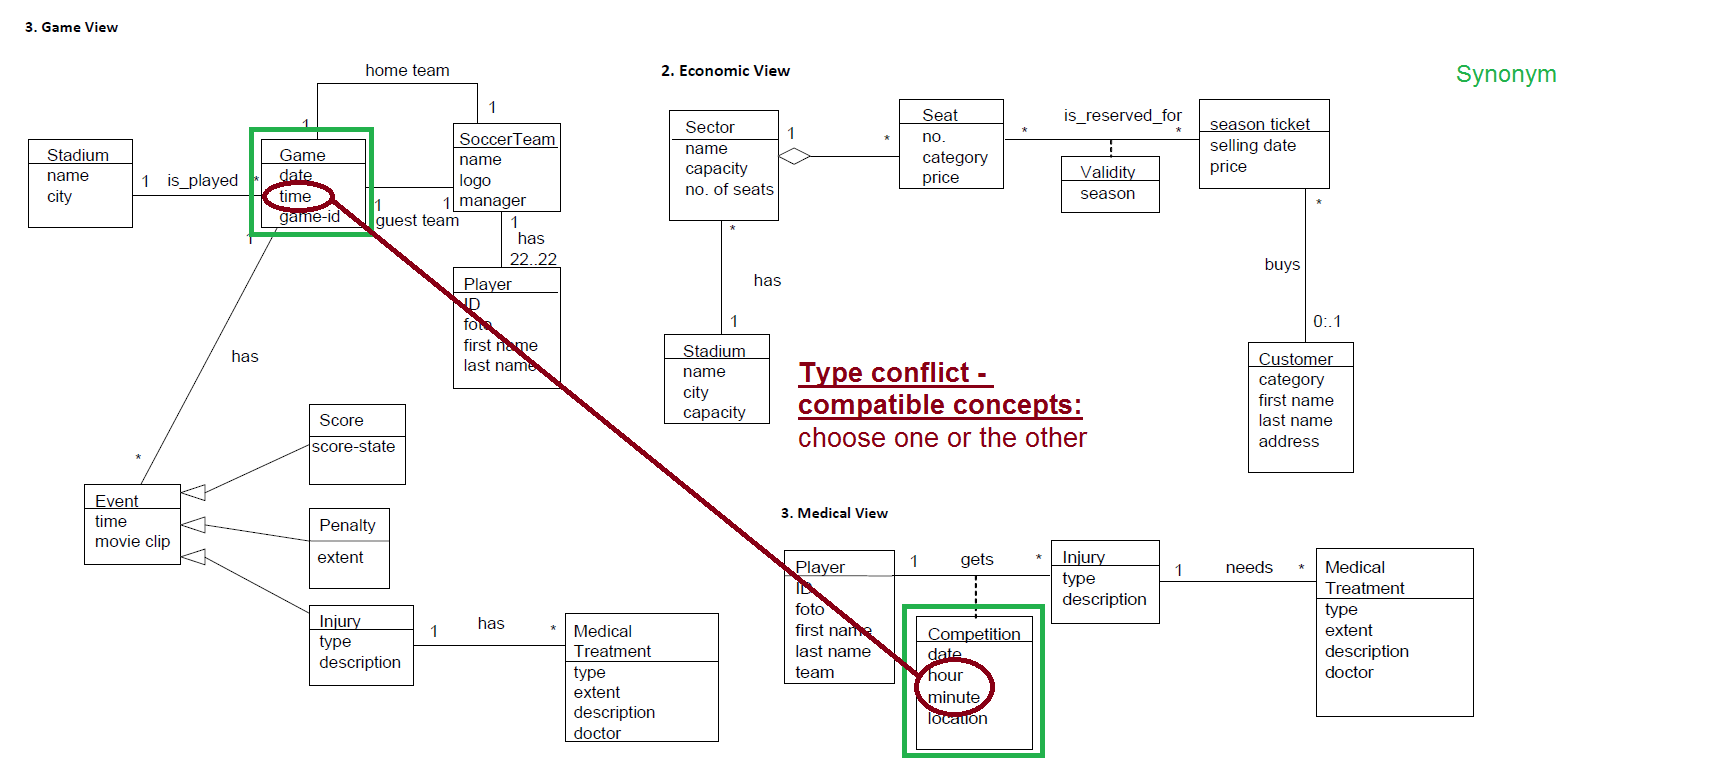 3. Game View
home team
1
1
Stadium
name
city
1
is_played
*
Game
date
time
game-id
1
1
1
guest team
SoccerTeam
name
logo
manager
1
has
22..22
Player
ID
foto
first name
last name
has
*
Score
score-state
Event
time
movie clip
Penalty
extent
Injury
type
description
1
has
*
Medical
Treatment
type
extent
description
doctor
2. Economic View
Sector
name
capacity
no. of seats
1
*
Seat
no.
category
price
*
is_reserved_for
*
Validity
season
season ticket
selling date
price
*
buys
0:.1
Customer
category
first name
last name
address
*
has
1
Stadium
name
city
capacity
Synonym
Type conflict -
compatible concepts:
choose one or the other
3. Medical View
Player
ID
foto
first name
last name
team
1
gets
*
Competition
date
hour
minute
location
Injury
type
description
1
needs
*
Medical
Treatment
type
extent
description
doctor